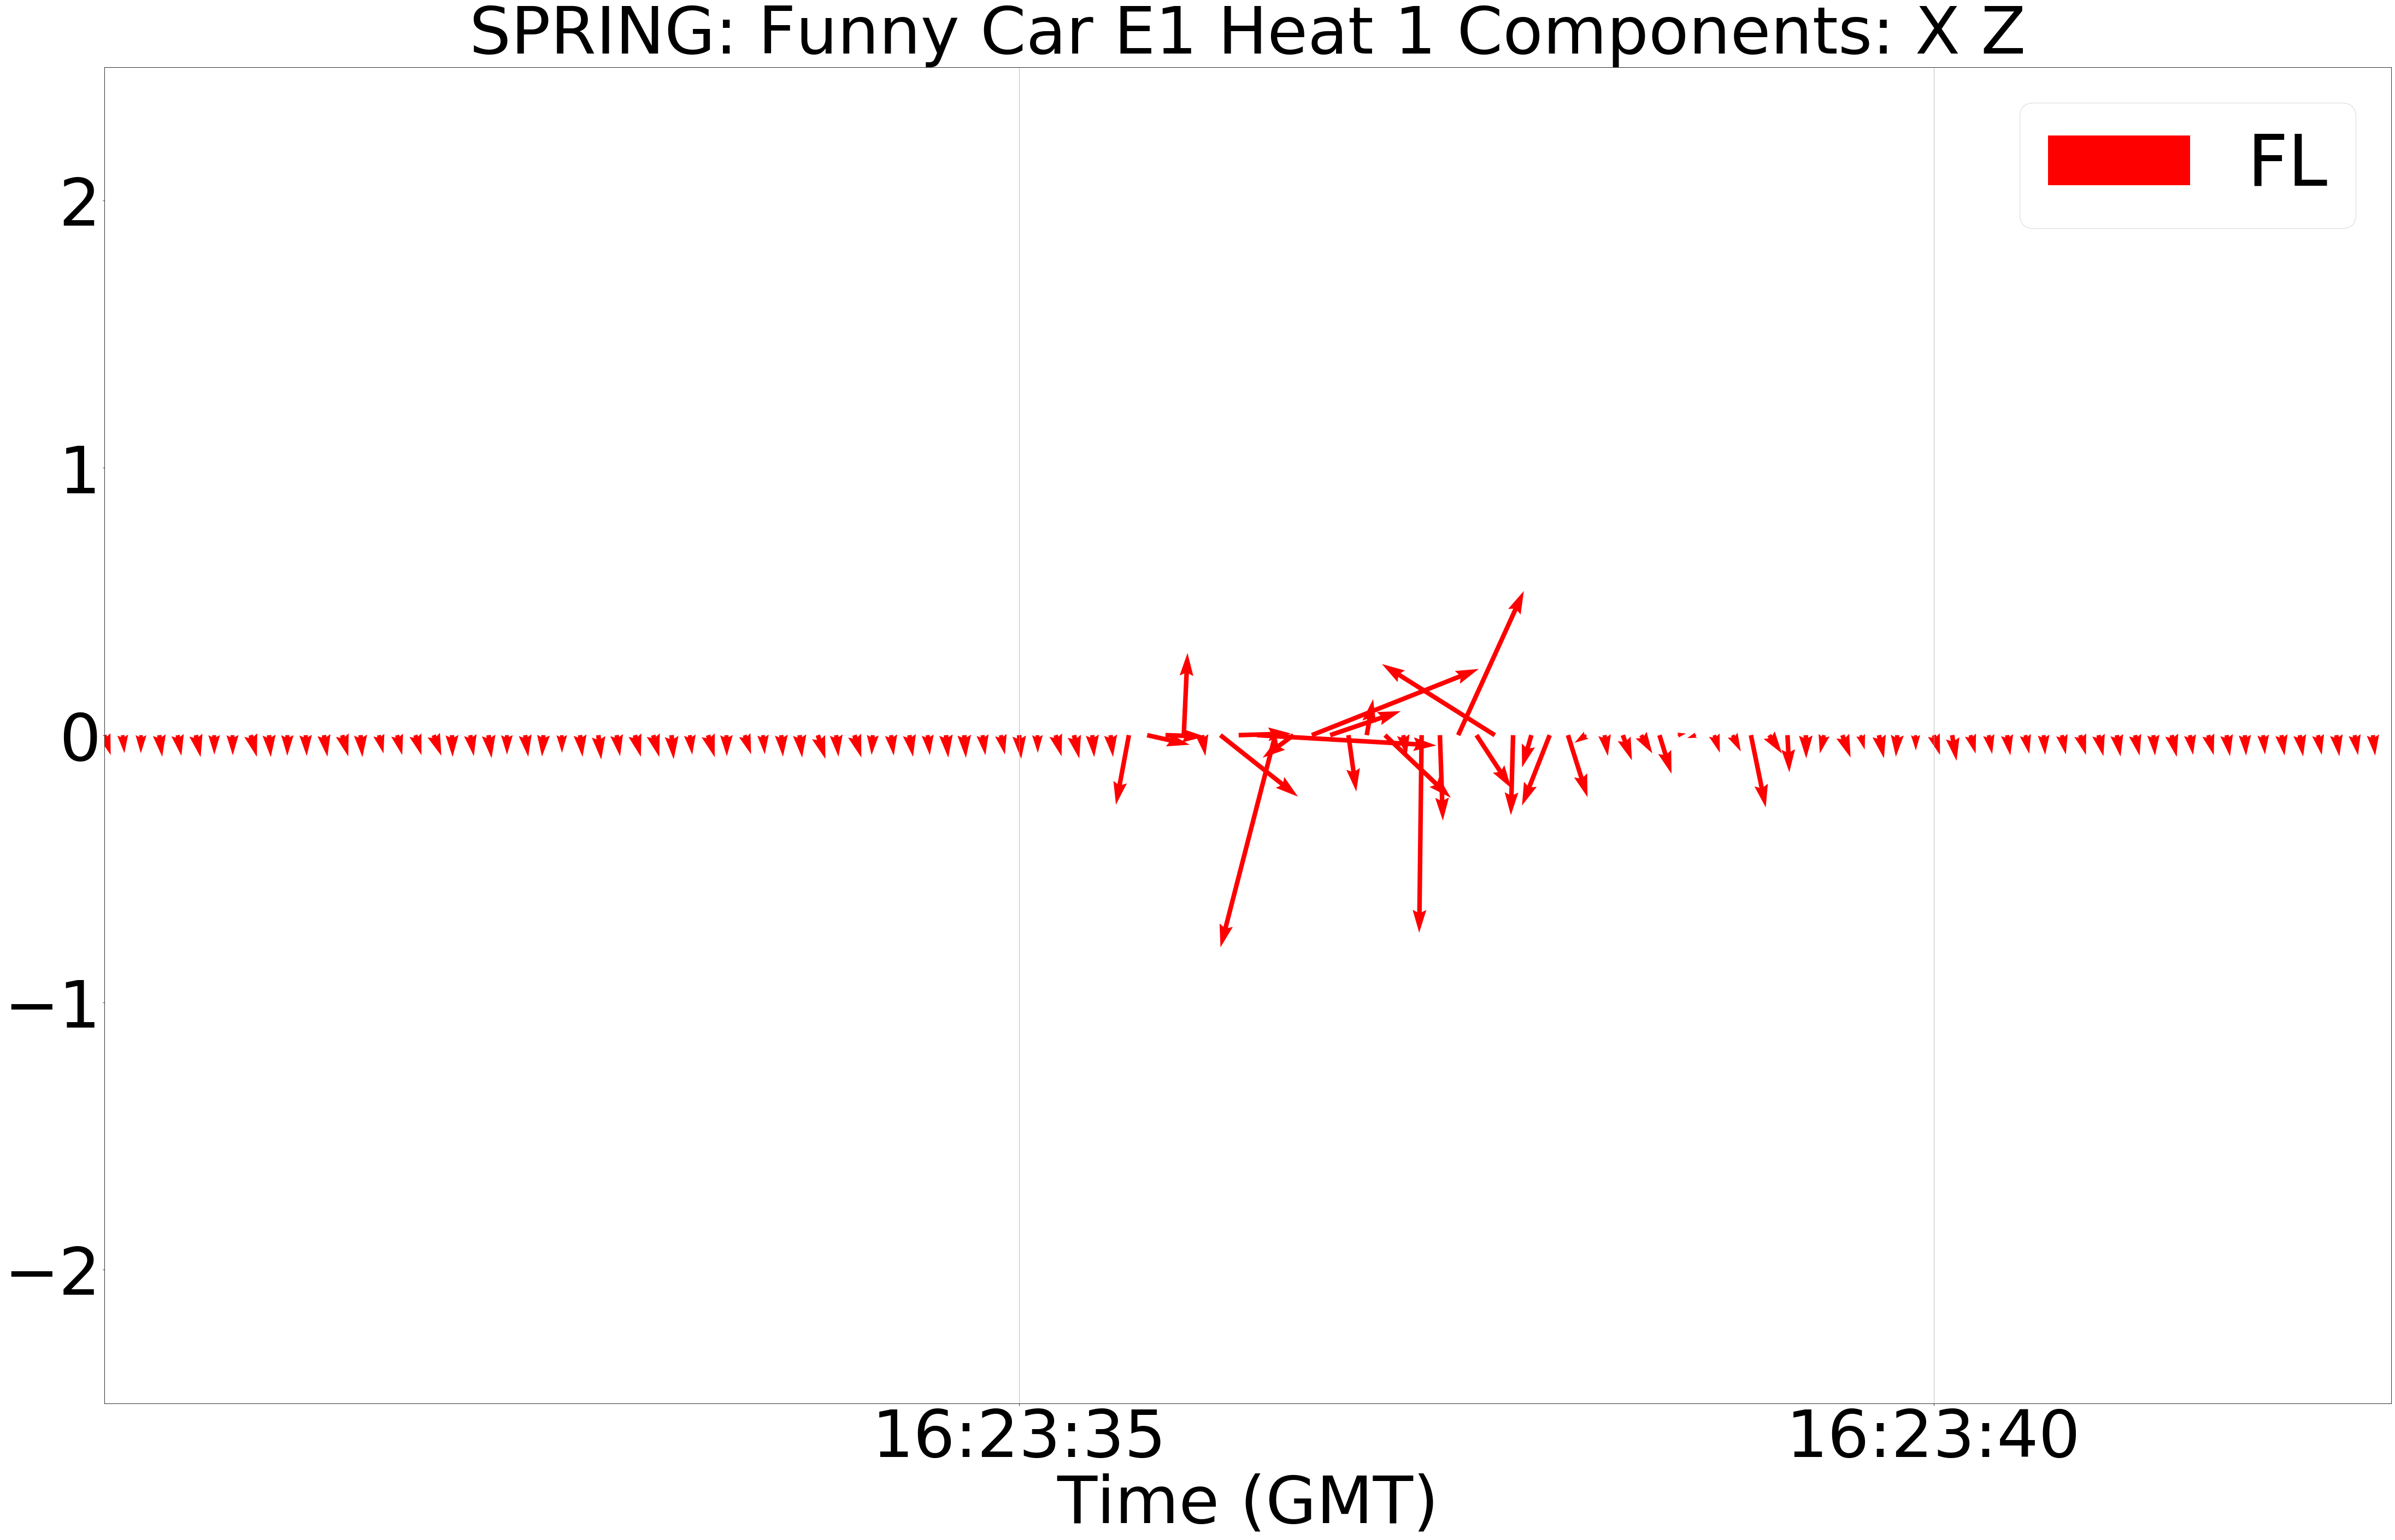 SPRING: Funny Car E1 Heat 1 Components: X Z
FL
2
1
0
−1
−2
16:23:35
16:23:40
Time (GMT)